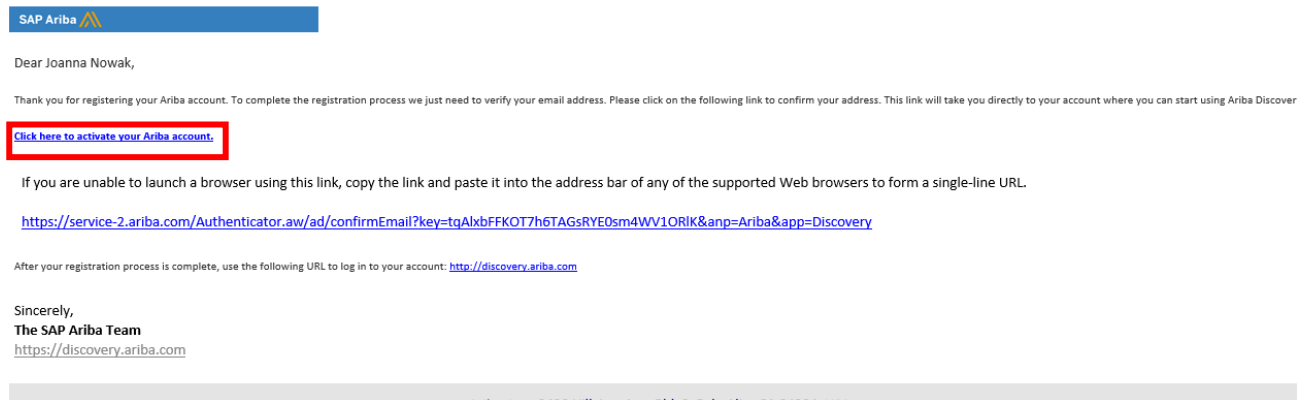 SAP Ariba
Dear Joanna Nowak,
Thank you for registering your Ariba account. To complete the registration process we just need to verify your email address. Please click on the following link to confirm your address. This link will take you directly to your account where you can start using Ariba Discover
Click here to activate your Ariba account.
If you are unable to launch a browser using this link, copy the link and paste it into the address bar of any of the supported Web browsers to form a single-line URL.
https://service-2.ariba.com/Authenticator.aw/ad/confirmEmail?key=tqAlxbFFKOT7h6TAGsRYE0sm4WV1ORlK&anp=Ariba&app=Discovery
After your registration process is complete, use the following URL to log in to your account: http://discovery.ariba.com
Sincerely,
The SAP Ariba Team
https://discovery.ariba.com